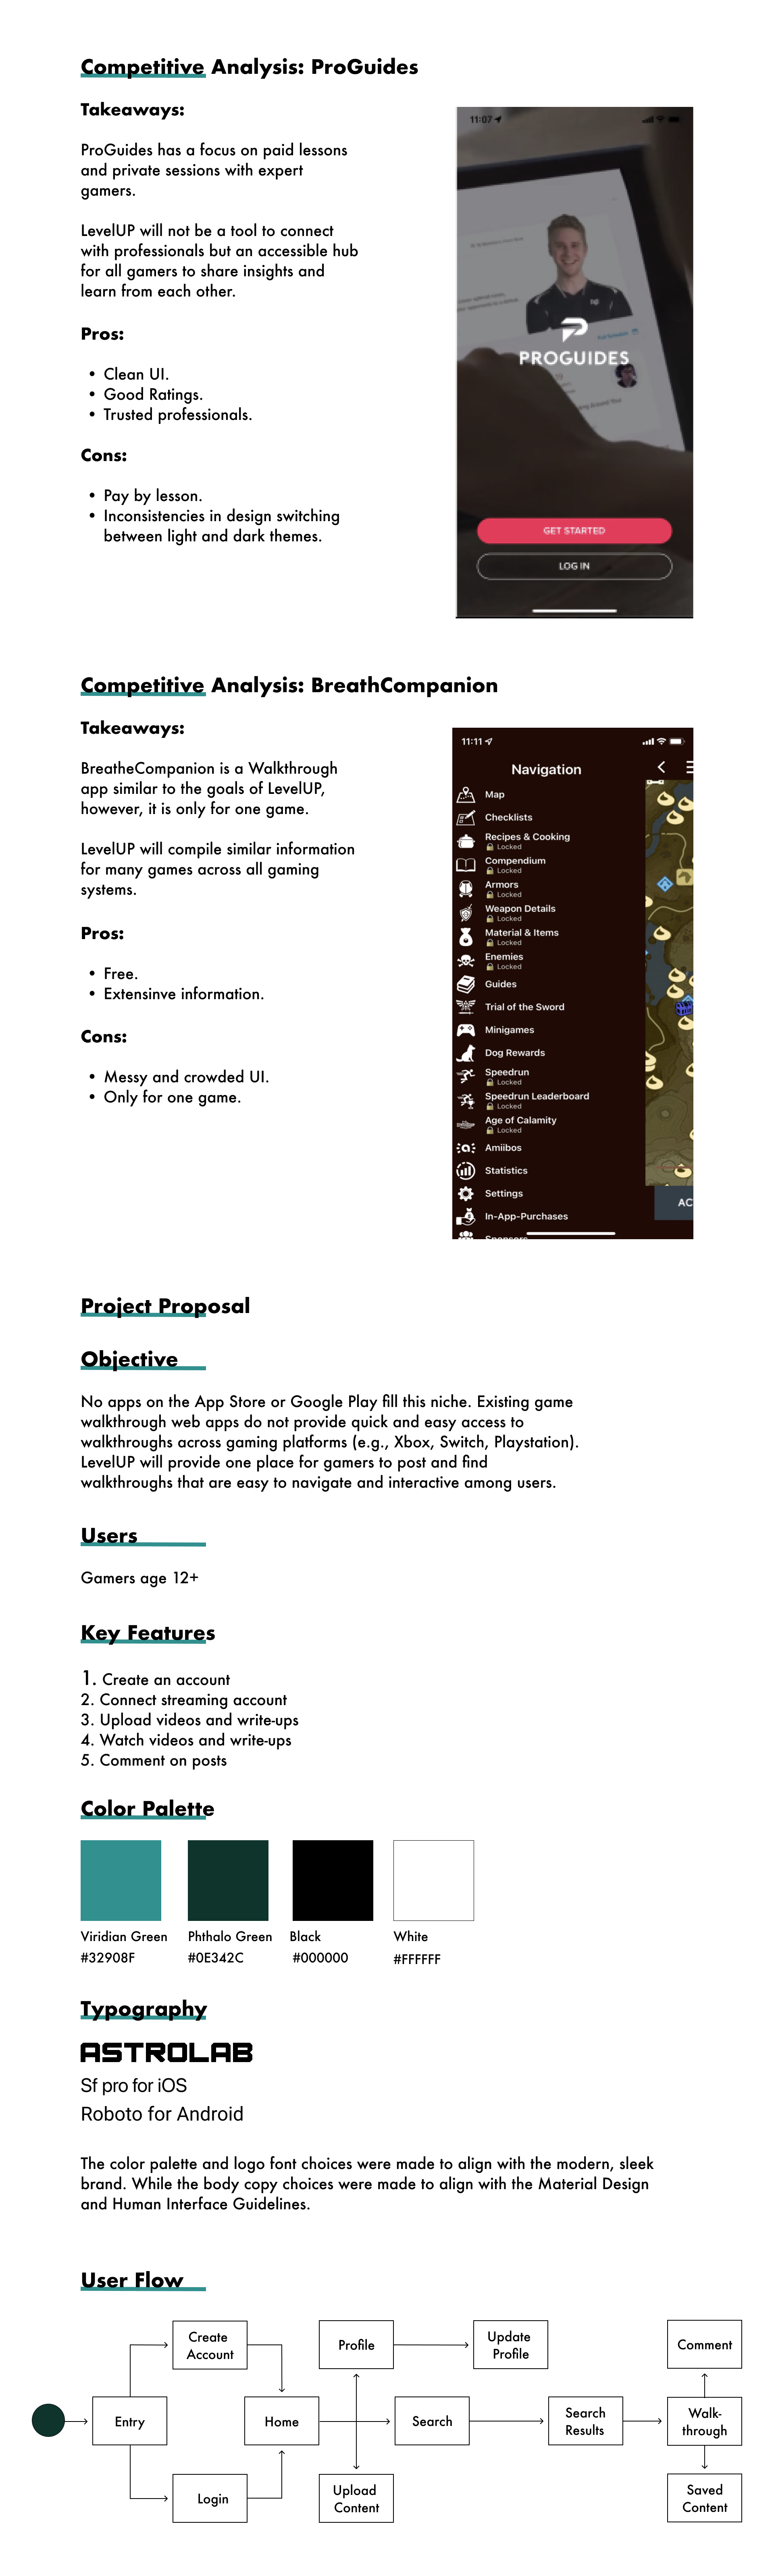 Competitive Analysis: ProGuides
Takeaways:
ProGuides has a focus on paid lessons
and private sessions with expert
gamers.
LevelUP will not be a tool to connect
with professionals but an accessible hub
for all gamers to share insights and
learn from each other.
Pros:
• Clean UI.
• Good Ratings.
• Trusted professionals.
Cons:
• Pay by lesson.
• Inconsistencies in design switching
between light and dark themes.
11:07
PROGUIDES
GET STARTED
LOG IN
Competitive Analysis: BreathCompanion
Takeaways:
BreatheCompanion is a Walkthrough
app similar to the goals of LevelUP,
however, it is only for one game.
LevelUP will compile similar information
for many games across all gaming
systems.
Pros:
• Free.
• Extensinve information.
Cons:
• Messy and crowded UI.
• Only for one game.
11:11
Navigation
Map
Checklists
Recipes & Cooking
Locked
Compendium
Locked
Armors
Locked
Weapon Details
Locked
Material & Items
Locked
Enemies
Locked
Guides
Trial of the Sword
Minigames
Dog Rewards
Speedrun
Locked
Speedrun Leaderboard
Locked
Age of Calamity
Locked
Amiibos
Statistics
Settings
In-App-Purchases
Sponsors
AC
Project Proposal
Objective
No apps on the App Store or Google Play fill this niche. Existing game
walkthrough web apps do not provide quick and easy access to
walkthroughs across gaming platforms (e.g., Xbox, Switch, Playstation).
LevelUP will provide one place for gamers to post and find
walkthroughs that are easy to navigate and interactive among users.
Users
Gamers age 12+
Key Features
1. Create an account
2. Connect streaming account
3. Upload videos and write-ups
4. Watch videos and write-ups
5. Comment on posts
Color Palette
Viridian Green
#32908F
Phthalo Green
#0E342C
Black
#000000
White
#FFFFFF
Typography
ASTROLAB
Sf pro for iOS
Roboto for Android
The color palette and logo font choices were made to align with the modern, sleek
brand. While the body copy choices were made to align with the Material Design
and Human Interface Guidelines.
User Flow
Entry
Create
Account
Login
Home
Profile
Update
Profile
Upload
Content
Search
Search
Results
Walk-
through
Comment
Saved
Content